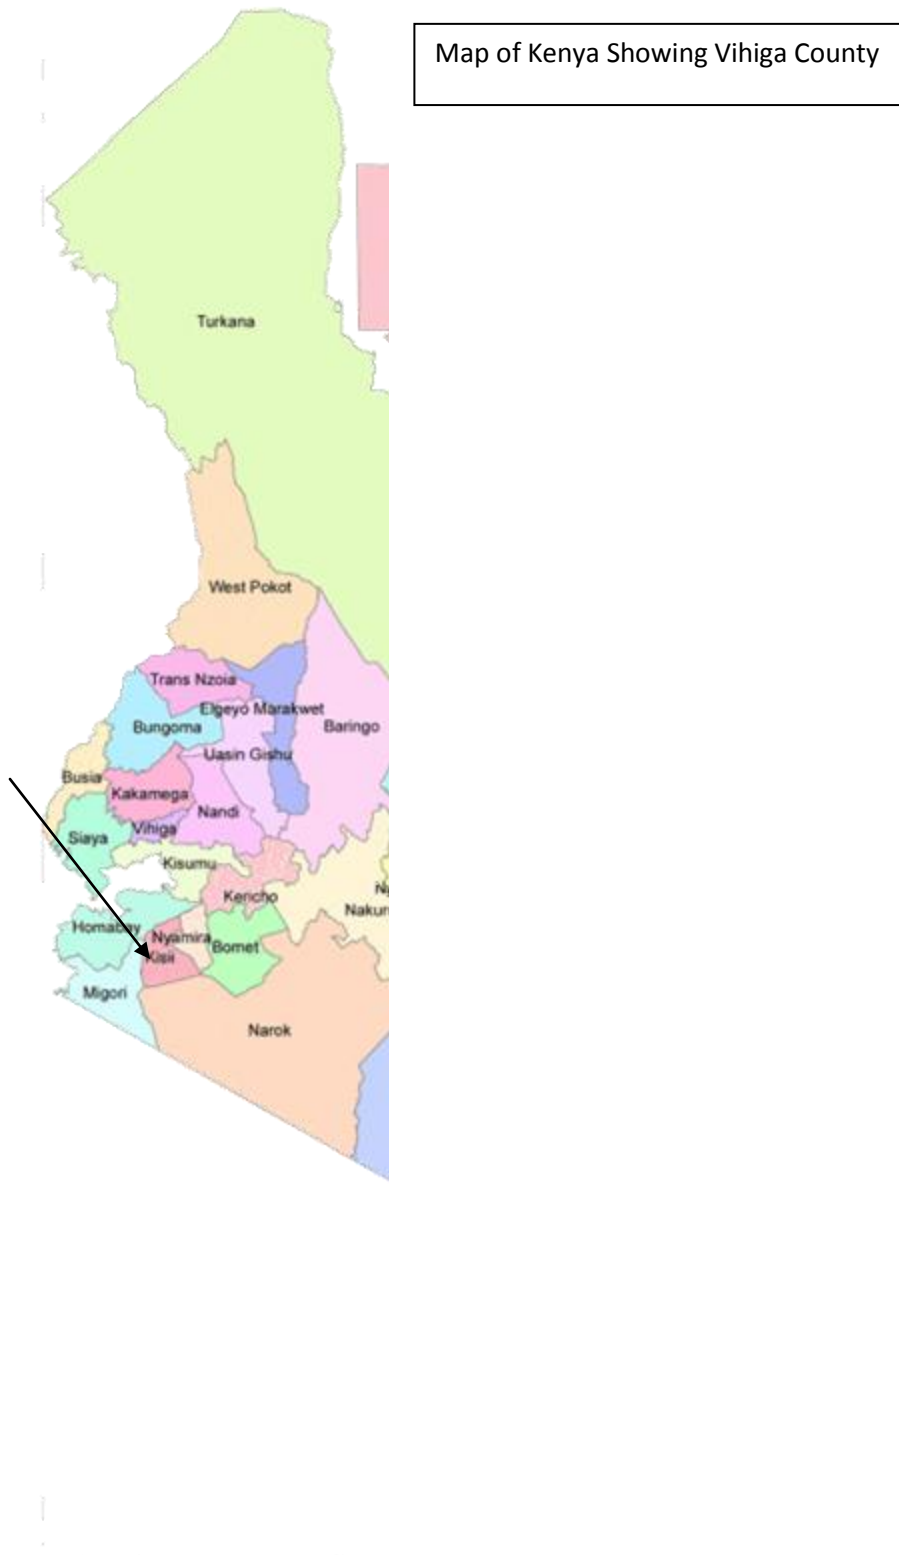 Map of Kenya Showing Vihiga County
Turkana
West Pokot
Trans Nzoia
Elgeyo Marakwet
Bungoma
Baringo
Uasin Gishu
Busia
Kakamega
Nandi
Vihiga
Siaya
Kisumu
Kericho
Homabay
Nyamira
Bomet
Kisii
Migori
Narok